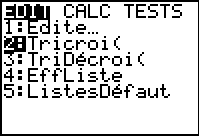 EDIT CALC TESTS
1:Edite…
2:Tricroi(
3:TriDécroi(
4:EffListe
5:ListesDéfaut